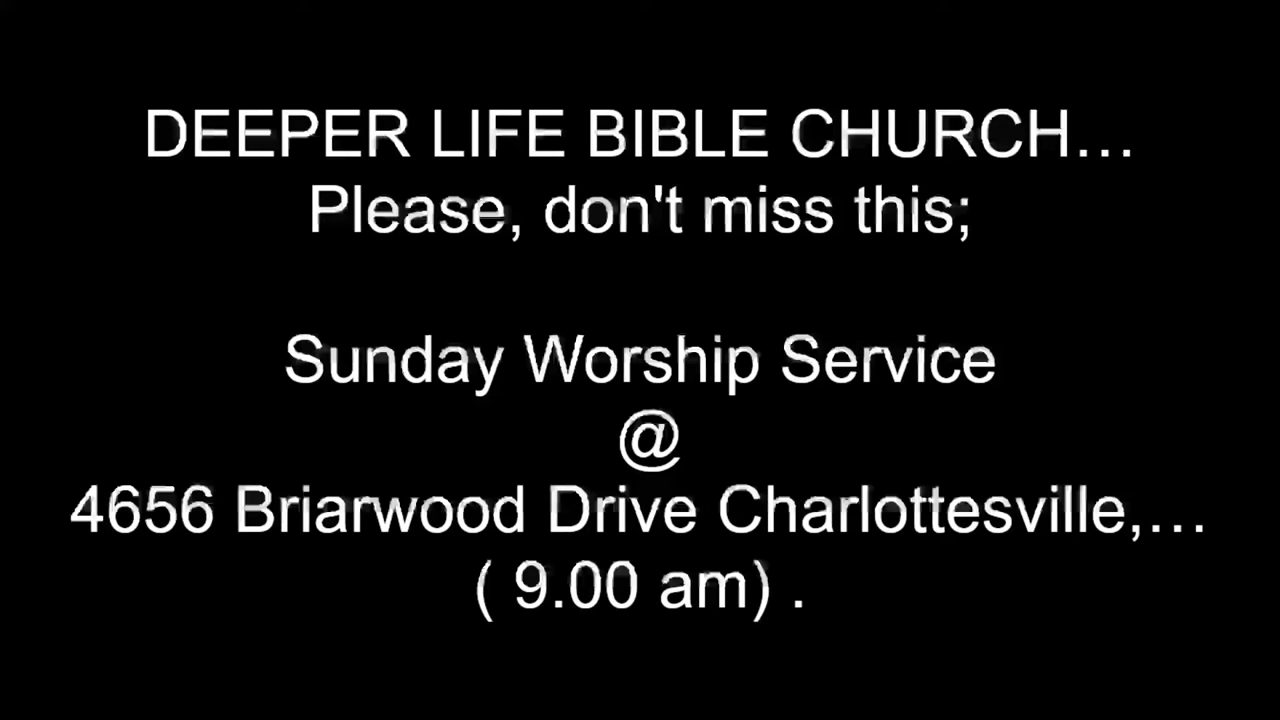 DEEPER LIFE BIBLE CHURCH…
Please, don't miss this;
Sunday Worship Service
@
4656 Briarwood Drive Charlottesville,…
( 9.00 am) .